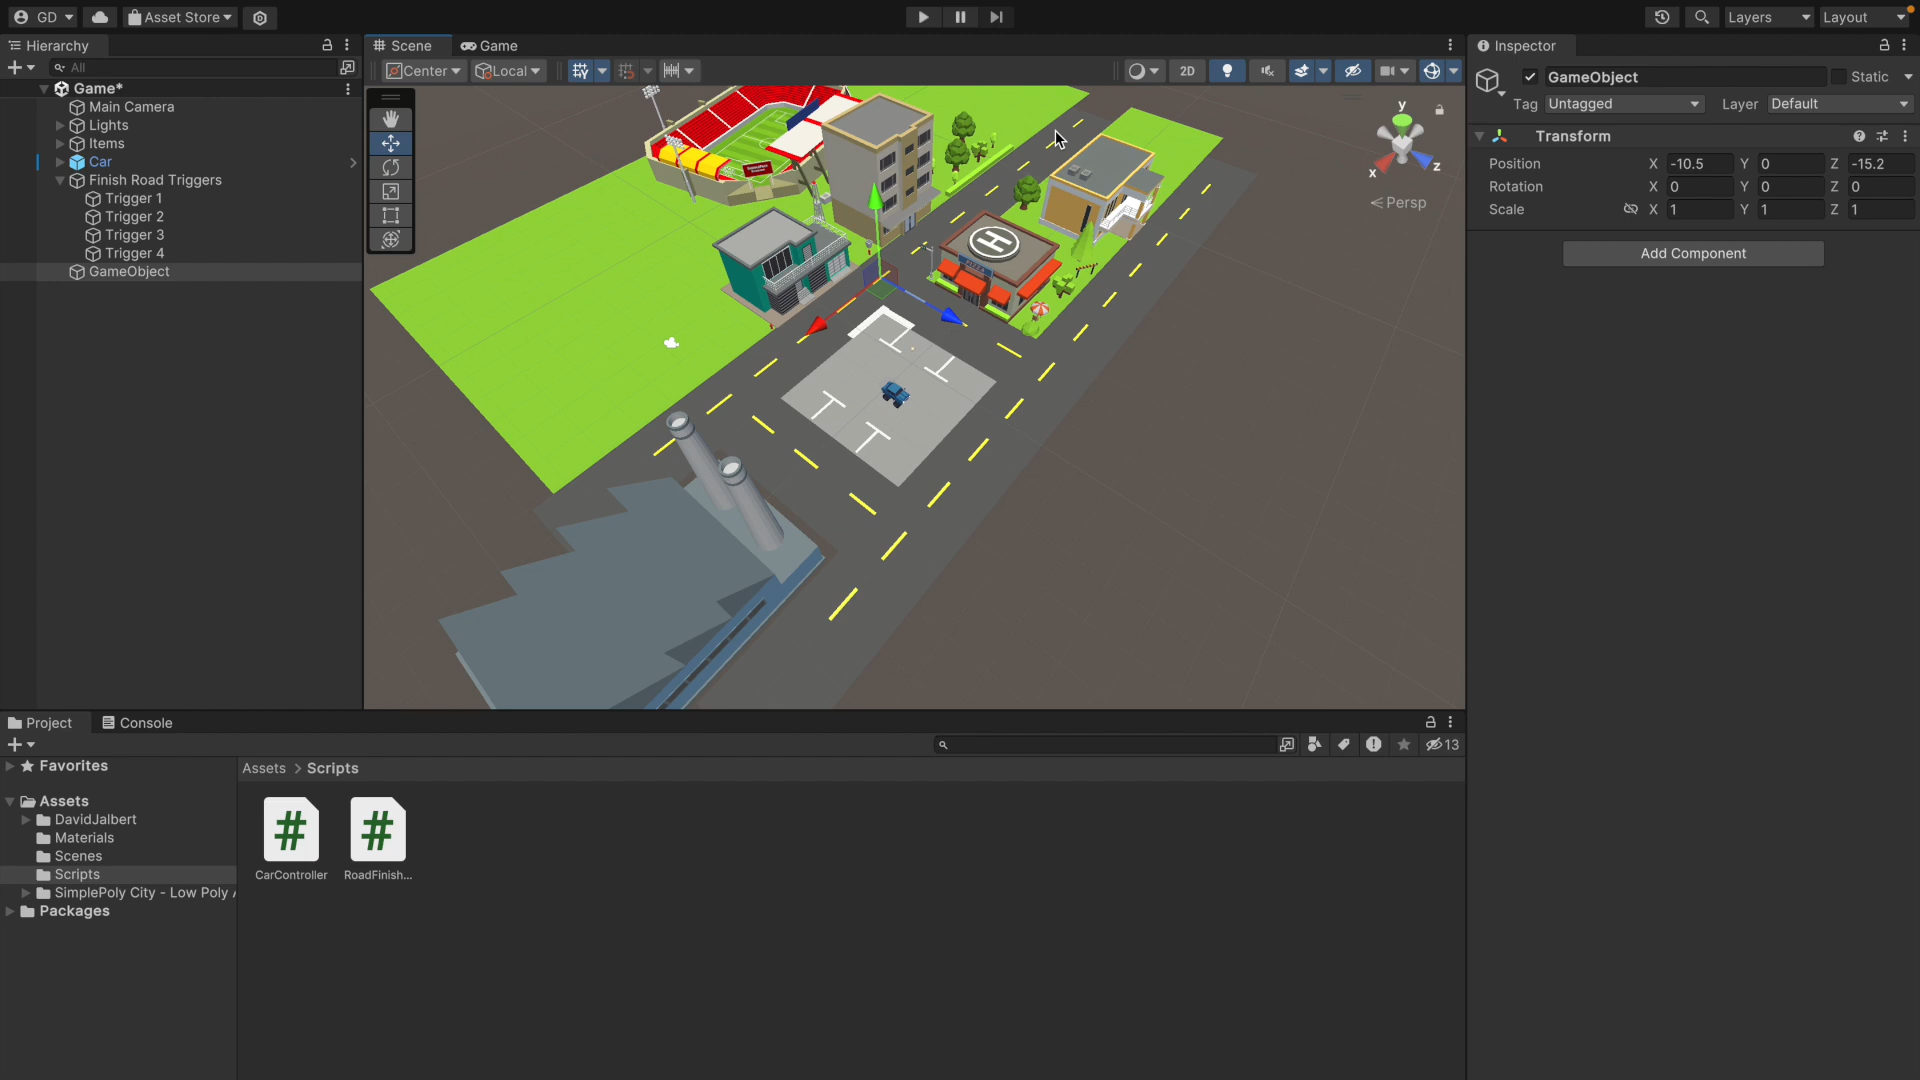 GD
Asset Store
Layers
Layout
Hierarchy
All
Game*
Main Camera
Lights
Items
Car
Finish Road Triggers
Trigger 1
Trigger 2
Trigger 3
Trigger 4
GameObject
Scene
Game
Center
Local
2D
y
x
z
Persp
H
PIZZA
Inspector
GameObject
Static
Tag
Untagged
Layer
Default
Transform
Position
X -10.5 Y 0 Z -15.2
Rotation
X 0 Y 0 Z 0
Scale
X 1 Y 1 Z 1
Add Component
Project
Console
13
Favorites
Assets
DavidJalbert
Materials
Scenes
Scripts
SimplePoly City - Low Poly A
Packages
Assets > Scripts
#
#
CarController
RoadFinish...